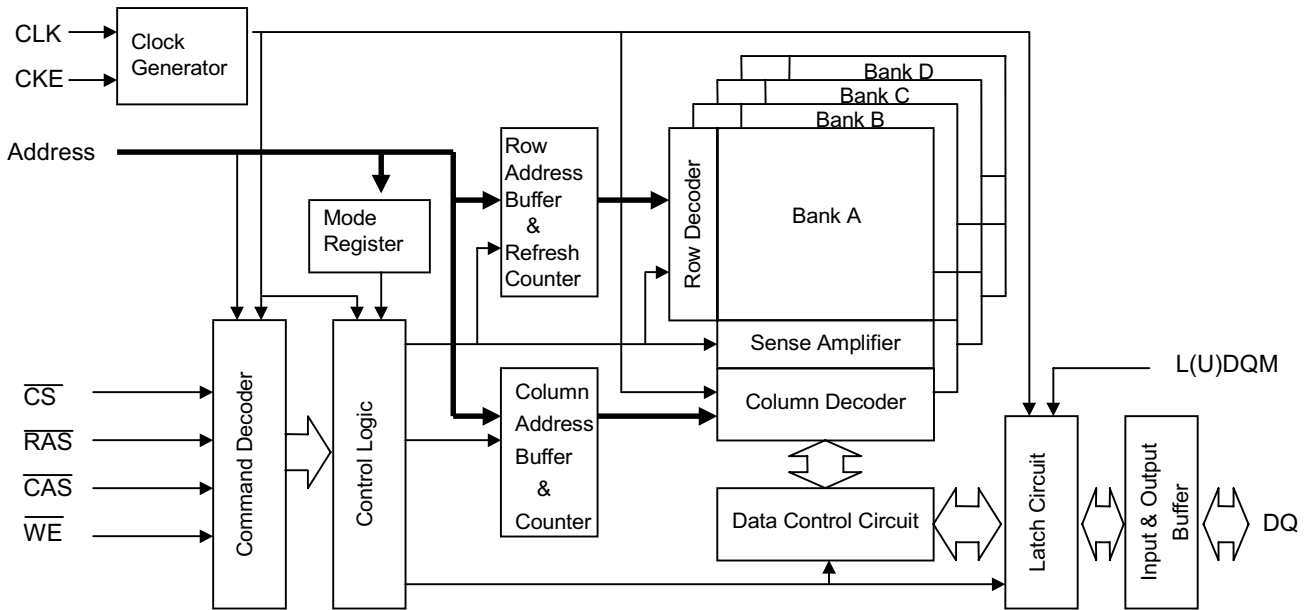 CLK
CKE
Clock
Generator
Address
Mode
Register
Row
Address
Buffer
&
Refresh
Counter
Row Decoder
Bank D
Bank C
Bank B
Bank A
Sense Amplifier
Column Decoder
CS
RAS
CAS
WE
Command Decoder
Control Logic
Column
Address
Buffer
&
Counter
Data Control Circuit
L(U)DQM
Latch Circuit
Input & Output
Buffer
DQ